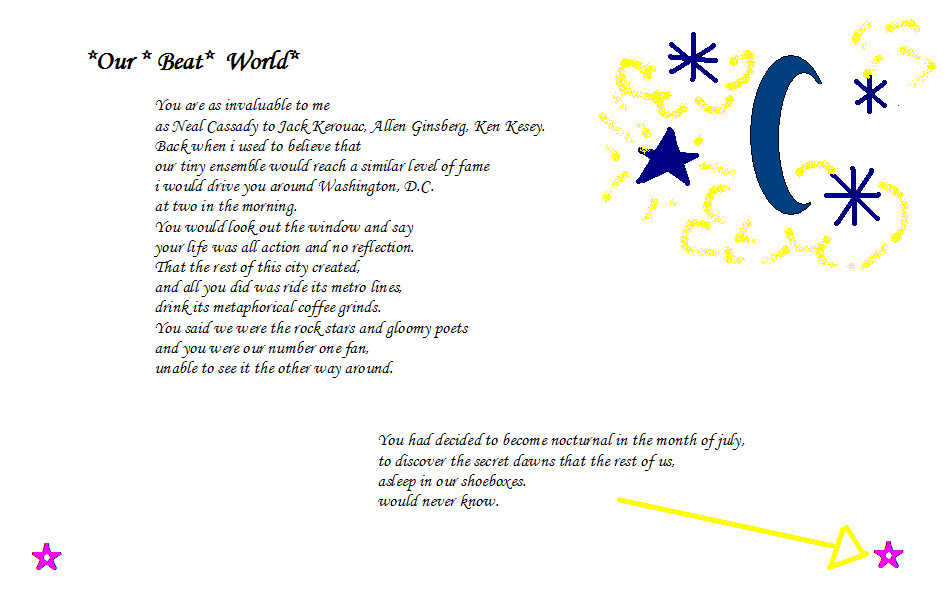 *Our * Beat* World*
You are as invaluable to me
as Neal Cassady to Jack Kerouac, Allen Ginsberg, Ken Kesey.
Back when i used to believe that
our tiny ensemble would reach a similar level of fame
i would drive you around Washington, D.C.
at two in the morning.
You would look out the window and say
your life was all action and no reflection.
That the rest of this city created,
and all you did was ride its metro lines,
drink its metaphorical coffee grinds.
You said we were the rock stars and gloomy poets
and you were our number one fan,
unable to see it the other way around.
You had decided to become nocturnal in the month of july,
to discover the secret dawns that the rest of us,
asleep in our shoeboxes.
would never know.